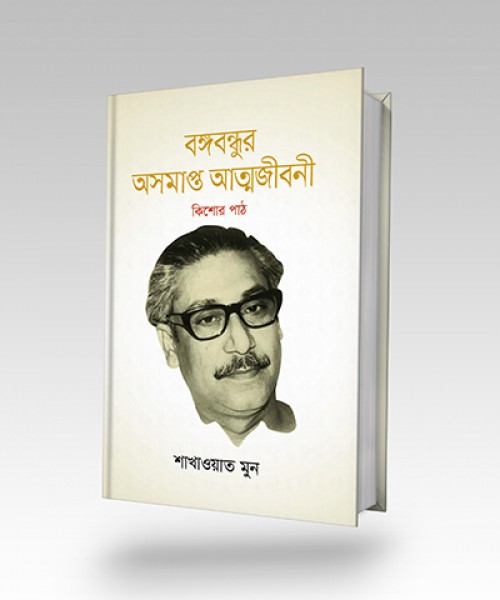 বঙ্গবন্ধুর
অসমাপ্ত আত্মজীবনী
কিশোর পাঠ
শাখাওয়াত মুন